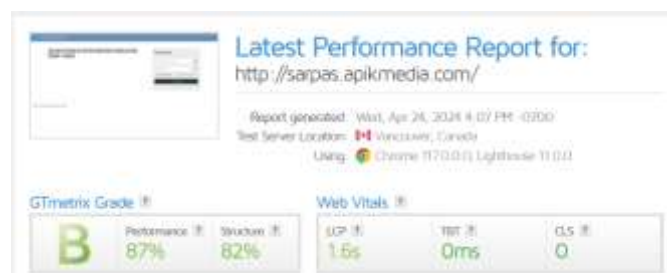 Latest Performance Report for:
http://sarpas.apikmedia.com/
Report generated: Wed, Apr 24, 2024 4:07 PM -0700
Test Server Location: Vancouver, Canada
Using: Chrome 117.0.0.0, Lighthouse 11.0.0
GTmetrix Grade ?
Web Vitals ?
B
Performance ?
87%
Structure ?
82%
LCP ?
1.6s
TBT ?
0ms
CLS ?
0